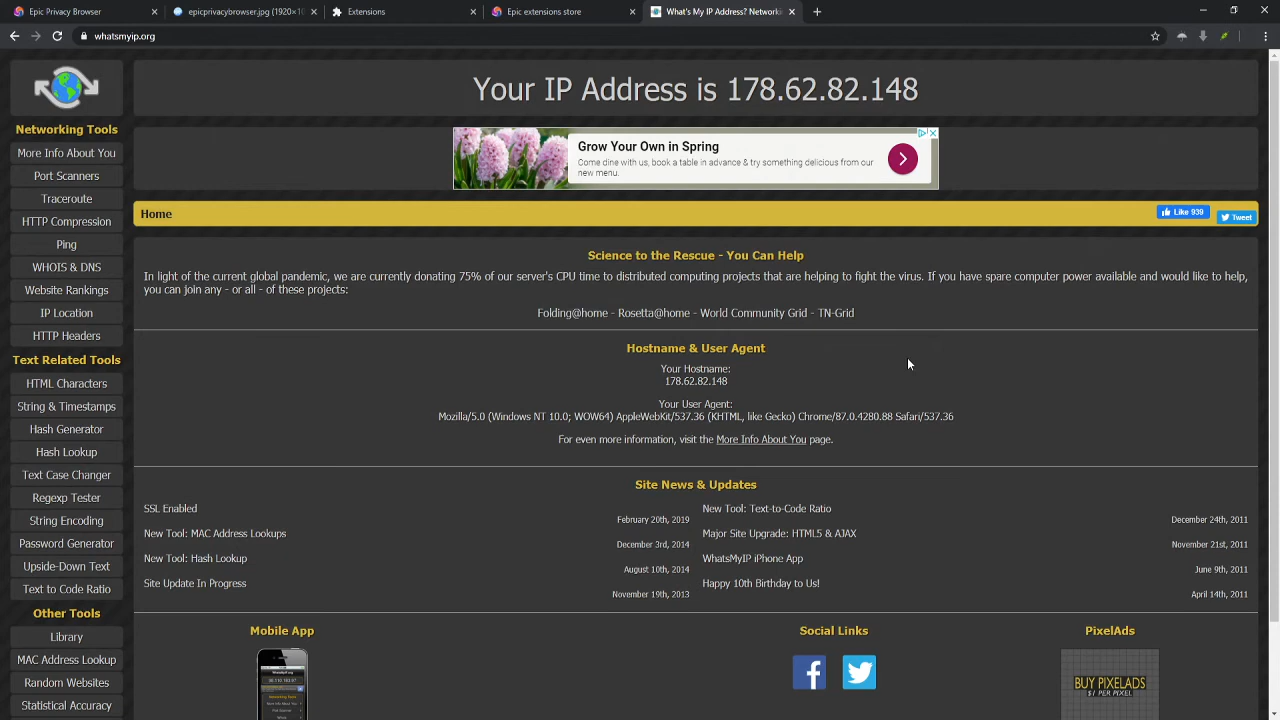 Epic Privacy Browser
epicprivacybrowser.jpg (1920×10
Extensions
Epic extensions store
What's My IP Address? Networki
whatsmyip.org
Your IP Address is 178.62.82.148
Grow Your Own in Spring
Come dine with us, book a table in advance & try something delicious from our
new menu.
Home
Like 939
Tweet
Networking Tools
More Info About You
Port Scanners
Traceroute
HTTP Compression
Ping
WHOIS & DNS
Website Rankings
IP Location
HTTP Headers
Text Related Tools
HTML Characters
String & Timestamps
Hash Generator
Hash Lookup
Text Case Changer
Regexp Tester
String Encoding
Password Generator
Upside-Down Text
Text to Code Ratio
Other Tools
Library
MAC Address Lookup
Random Websites
Statistical Accuracy
Science to the Rescue - You Can Help
In light of the current global pandemic, we are currently donating 75% of our server's CPU time to distributed computing projects that are helping to fight the virus. If you have spare computer power available and would like to help,
you can join any - or all - of these projects:
Folding@home - Rosetta@home - World Community Grid - TN-Grid
Hostname & User Agent
Your Hostname:
178.62.82.148
Your User Agent:
Mozilla/5.0 (Windows NT 10.0; WOW64) AppleWebKit/537.36 (KHTML, like Gecko) Chrome/87.0.4280.88 Safari/537.36
For even more information, visit the More Info About You page.
Site News & Updates
SSL Enabled
February 20th, 2019
New Tool: MAC Address Lookups
December 3rd, 2014
New Tool: Hash Lookup
August 10th, 2014
Site Update In Progress
November 19th, 2013
New Tool: Text-to-Code Ratio
December 24th, 2011
Major Site Upgrade: HTML5 & AJAX
November 21st, 2011
WhatsMyIP iPhone App
June 9th, 2011
Happy 10th Birthday to Us!
April 14th, 2011
Mobile App
Social Links
PixelAds
BUY PIXELADS
$1 PER PIXEL